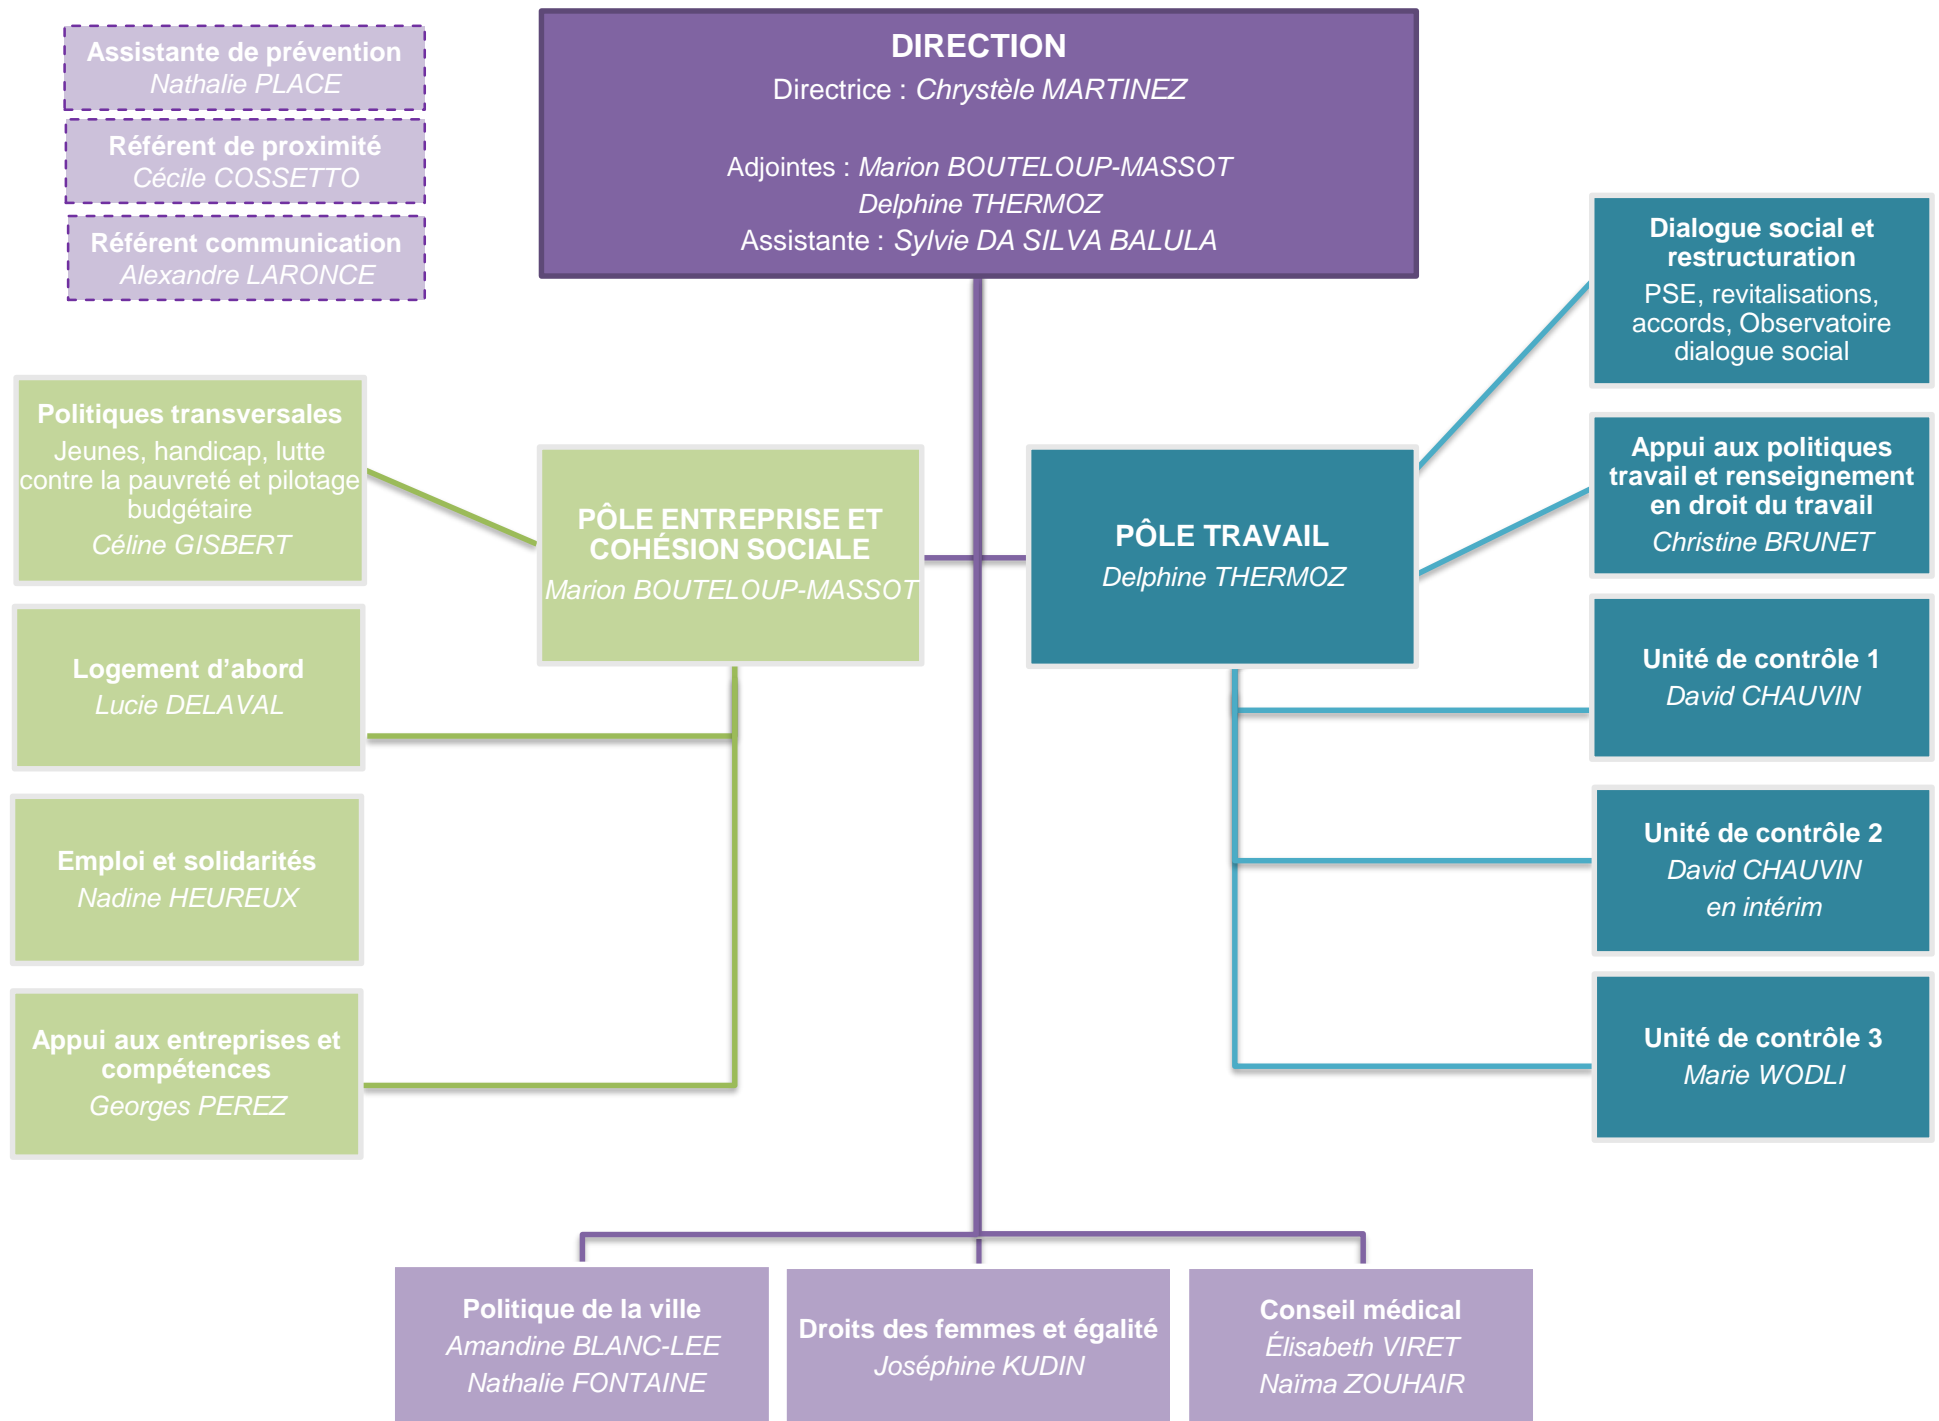 Assistante de prévention
Nathalie PLACE
Référent de proximité
Cécile COSSETTO
Référent communication
Alexandre LARONCE
DIRECTION
Directrice : Chrystèle MARTINEZ
Adjointes : Marion BOUTELOUP-MASSOT
Delphine THERMOZ
Assistante : Sylvie DA SILVA BALULA
Politiques transversales
Jeunes, handicap, lutte
contre la pauvreté et pilotage
budgétaire
Céline GISBERT
Logement d’abord
Lucie DELAVAL
Emploi et solidarités
Nadine HEUREUX
Appui aux entreprises et
compétences
Georges PEREZ
PÔLE ENTREPRISE ET
COHÉSION SOCIALE
Marion BOUTELOUP-MASSOT
PÔLE TRAVAIL
Delphine THERMOZ
Dialogue social et
restructuration
PSE, revitalisations,
accords, Observatoire
dialogue social
Appui aux politiques
travail et renseignement
en droit du travail
Christine BRUNET
Unité de contrôle 1
David CHAUVIN
Unité de contrôle 2
David CHAUVIN
en intérim
Unité de contrôle 3
Marie WODLI
Politique de la ville
Amandine BLANC-LEE
Nathalie FONTAINE
Droits des femmes et égalité
Joséphine KUDIN
Conseil médical
Élisabeth VIRET
Naïma ZOUHAIR